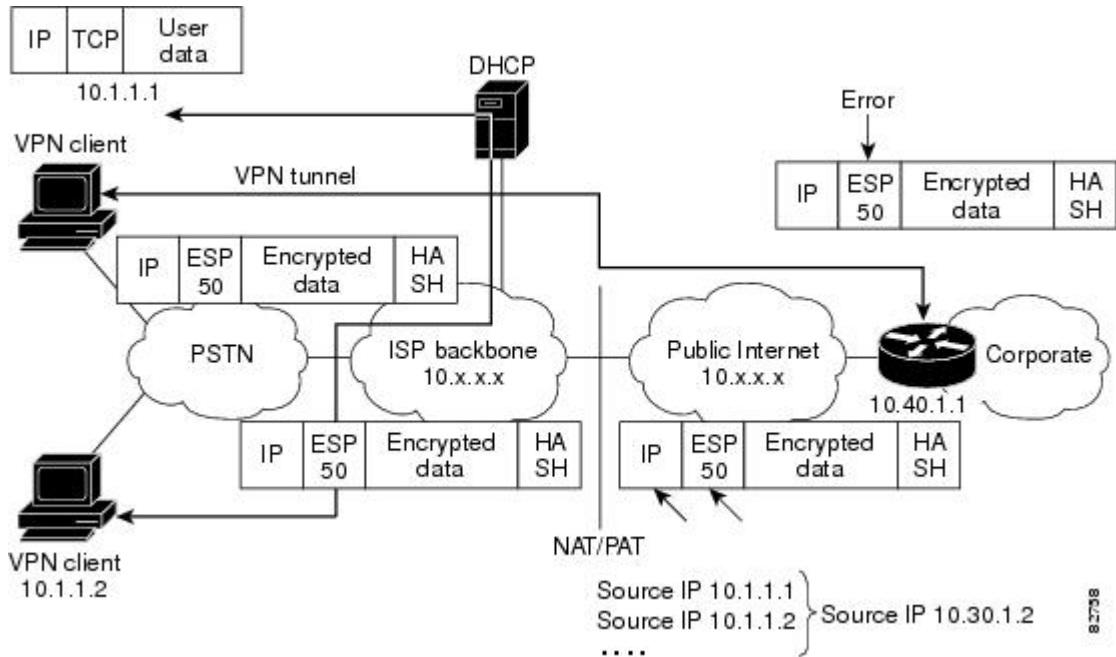 IP TCP User data
10.1.1.1
DHCP
Error
VPN client
VPN tunnel
IP ESP 50 Encrypted data HA SH
IP ESP 50 Encrypted data HA SH
PSTN
ISP backbone
10.x.x.x
Public Internet
10.x.x.x
Corporate
10.40.1.1
IP ESP 50 Encrypted data HA SH
IP ESP 50 Encrypted data HA SH
VPN client
10.1.1.2
NAT/PAT
Source IP 10.1.1.1
Source IP 10.1.1.2
....
Source IP 10.30.1.2
82758